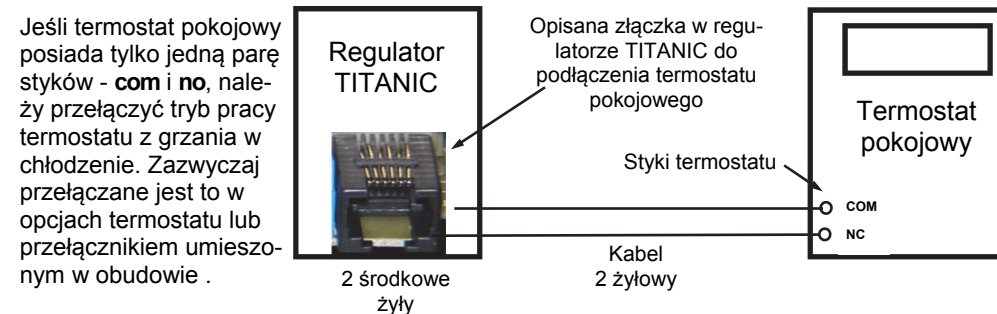 Jeśli termostat pokojowy
posiada tylko jedną parę
styków - com i no, nale-
ży przełączyć tryb pracy
termostatu z grzania w
chłodzenie. Zazwyczaj
przełączane jest to w
opcjach termostatu lub
przełącznikiem umieszo-
nym w obudowie .
Regulator
TITANIC
2 środkowe
żyły
Opisana złączka w regu-
latorze TITANIC do
podłączenia termostatu
pokojowego
Styki termostatu
Kabel
2 żyłowy
Termostat
pokojowy
COM
NC